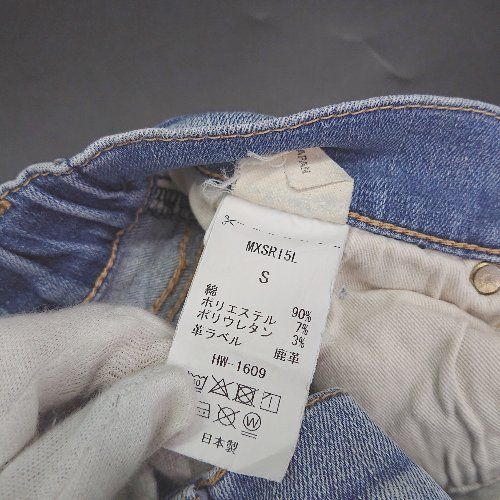 JAPAN
MXSR15L
S
綿 90%
ポリエステル 7%
ポリウレタン 3%
革ラベル 鹿革
HW-1609
W
日本製